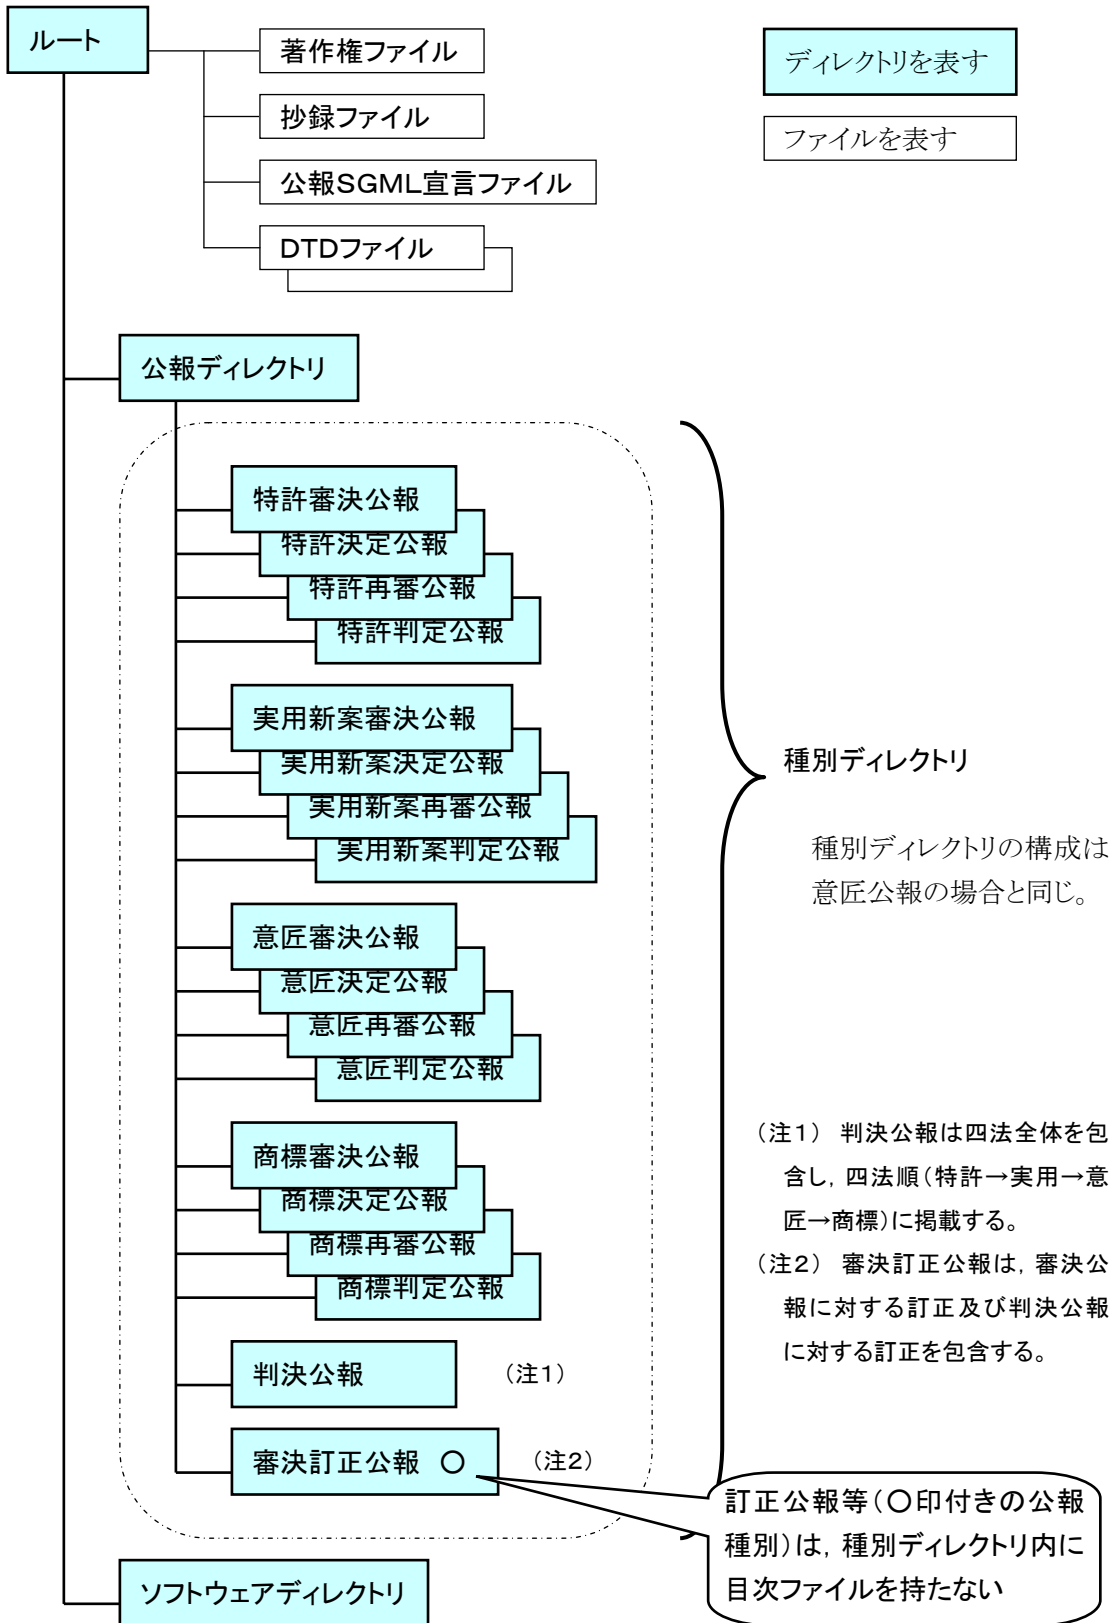 ルート
著作権ファイル
抄録ファイル
公報SGML宣言ファイル
DTDファイル
ディレクトリを表す
ファイルを表す
公報ディレクトリ
特許審決公報
特許決定公報
特許再審公報
特許判定公報
実用新案審決公報
実用新案決定公報
実用新案再審公報
実用新案判定公報
意匠審決公報
意匠決定公報
意匠再審公報
意匠判定公報
商標審決公報
商標決定公報
商標再審公報
商標判定公報
判決公報 (注1)
審決訂正公報 ○ (注2)
種別ディレクトリ
種別ディレクトリの構成は
意匠公報の場合と同じ。
(注1) 判決公報は四法全体を包
含し,四法順(特許→実用→意
匠→商標)に掲載する。
(注2) 審決訂正公報は,審決公
報に対する訂正及び判決公報
に対する訂正を包含する。
訂正公報等(○印付きの公報
種別)は,種別ディレクトリ内に
目次ファイルを持たない
ソフトウェアディレクトリ